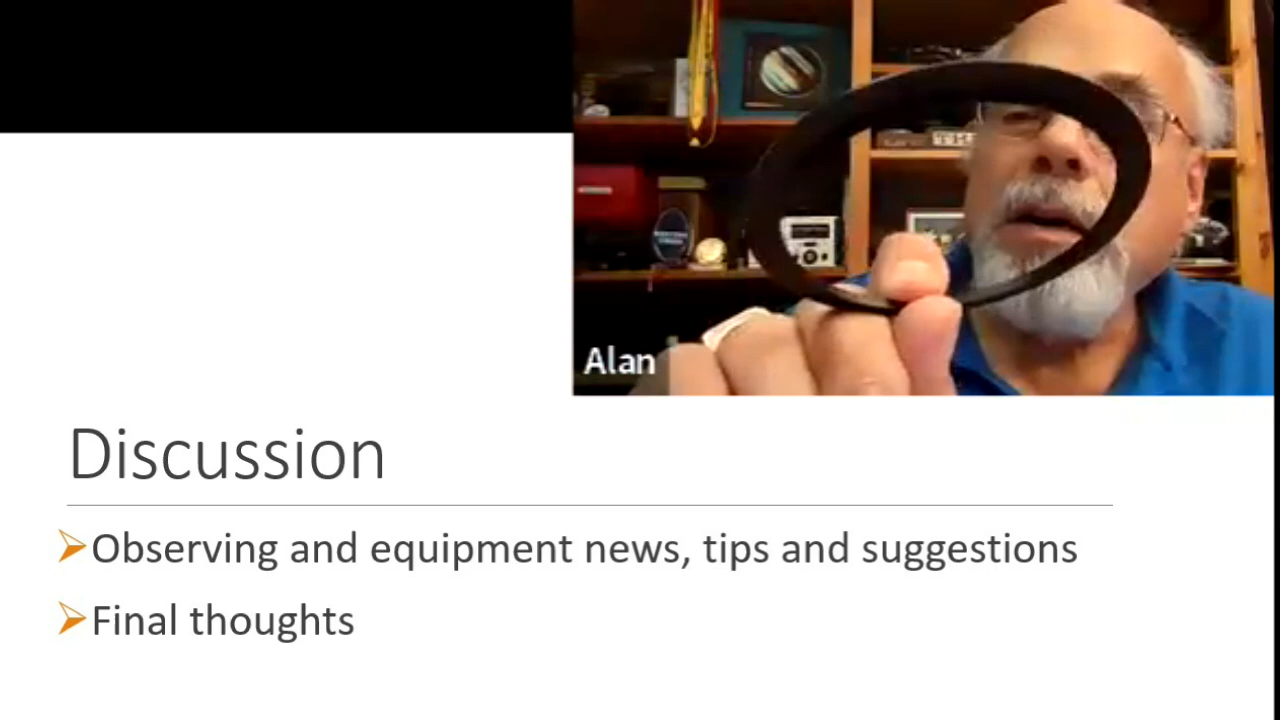 Alan
Discussion
Observing and equipment news, tips and suggestions
Final thoughts